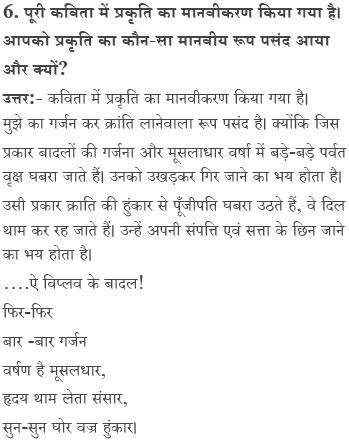 6. पूरी कविता में प्रकृति का मानवीकरण किया गया है।
आपको प्रकृति का कौन-सा मानवीय रूप पसंद आया
और क्यों?
उत्तर:- कविता में प्रकृति का मानवीकरण किया गया है।
मुझे का गर्जन कर क्रांति लानेवाला रूप पसंद है। क्योंकि जिस
प्रकार बादलों की गर्जना और मूसलाधार वर्षा में बड़े-बड़े पर्वत
वृक्ष घबरा जाते हैं। उनको उखड़कर गिर जाने का भय होता है।
उसी प्रकार क्राति की हुंकार से पूँजीपति घबरा उठते हैं, वे दिल
थाम कर रह जाते हैं। उन्हें अपनी संपत्ति एवं सत्ता के छिन जाने
का भय होता है।
....ऐ विप्लव के बादल!
फिर-फिर
बार -बार गर्जन
वर्षण है मूसलधार,
हृदय थाम लेता संसार,
सुन-सुन घोर वज्र हुंकार।